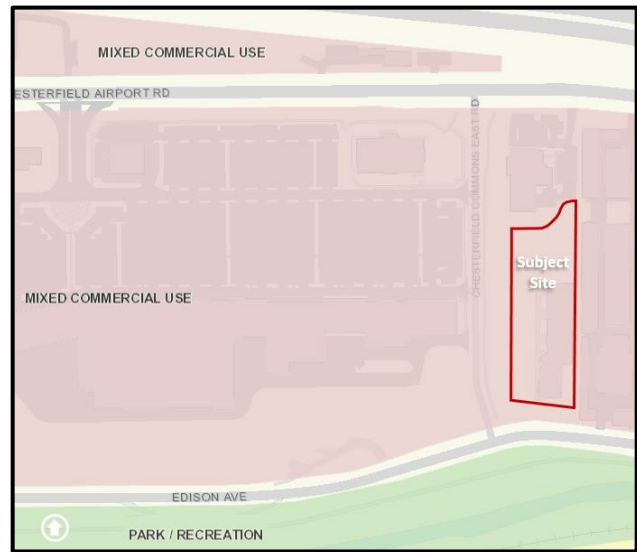 MIXED COMMERCIAL USE
ESTERFIELD AIRPORT RD
CHESTERFIELD COMMONS EAST RD
Subject
Site
MIXED COMMERCIAL USE
EDISON AVE
PARK / RECREATION